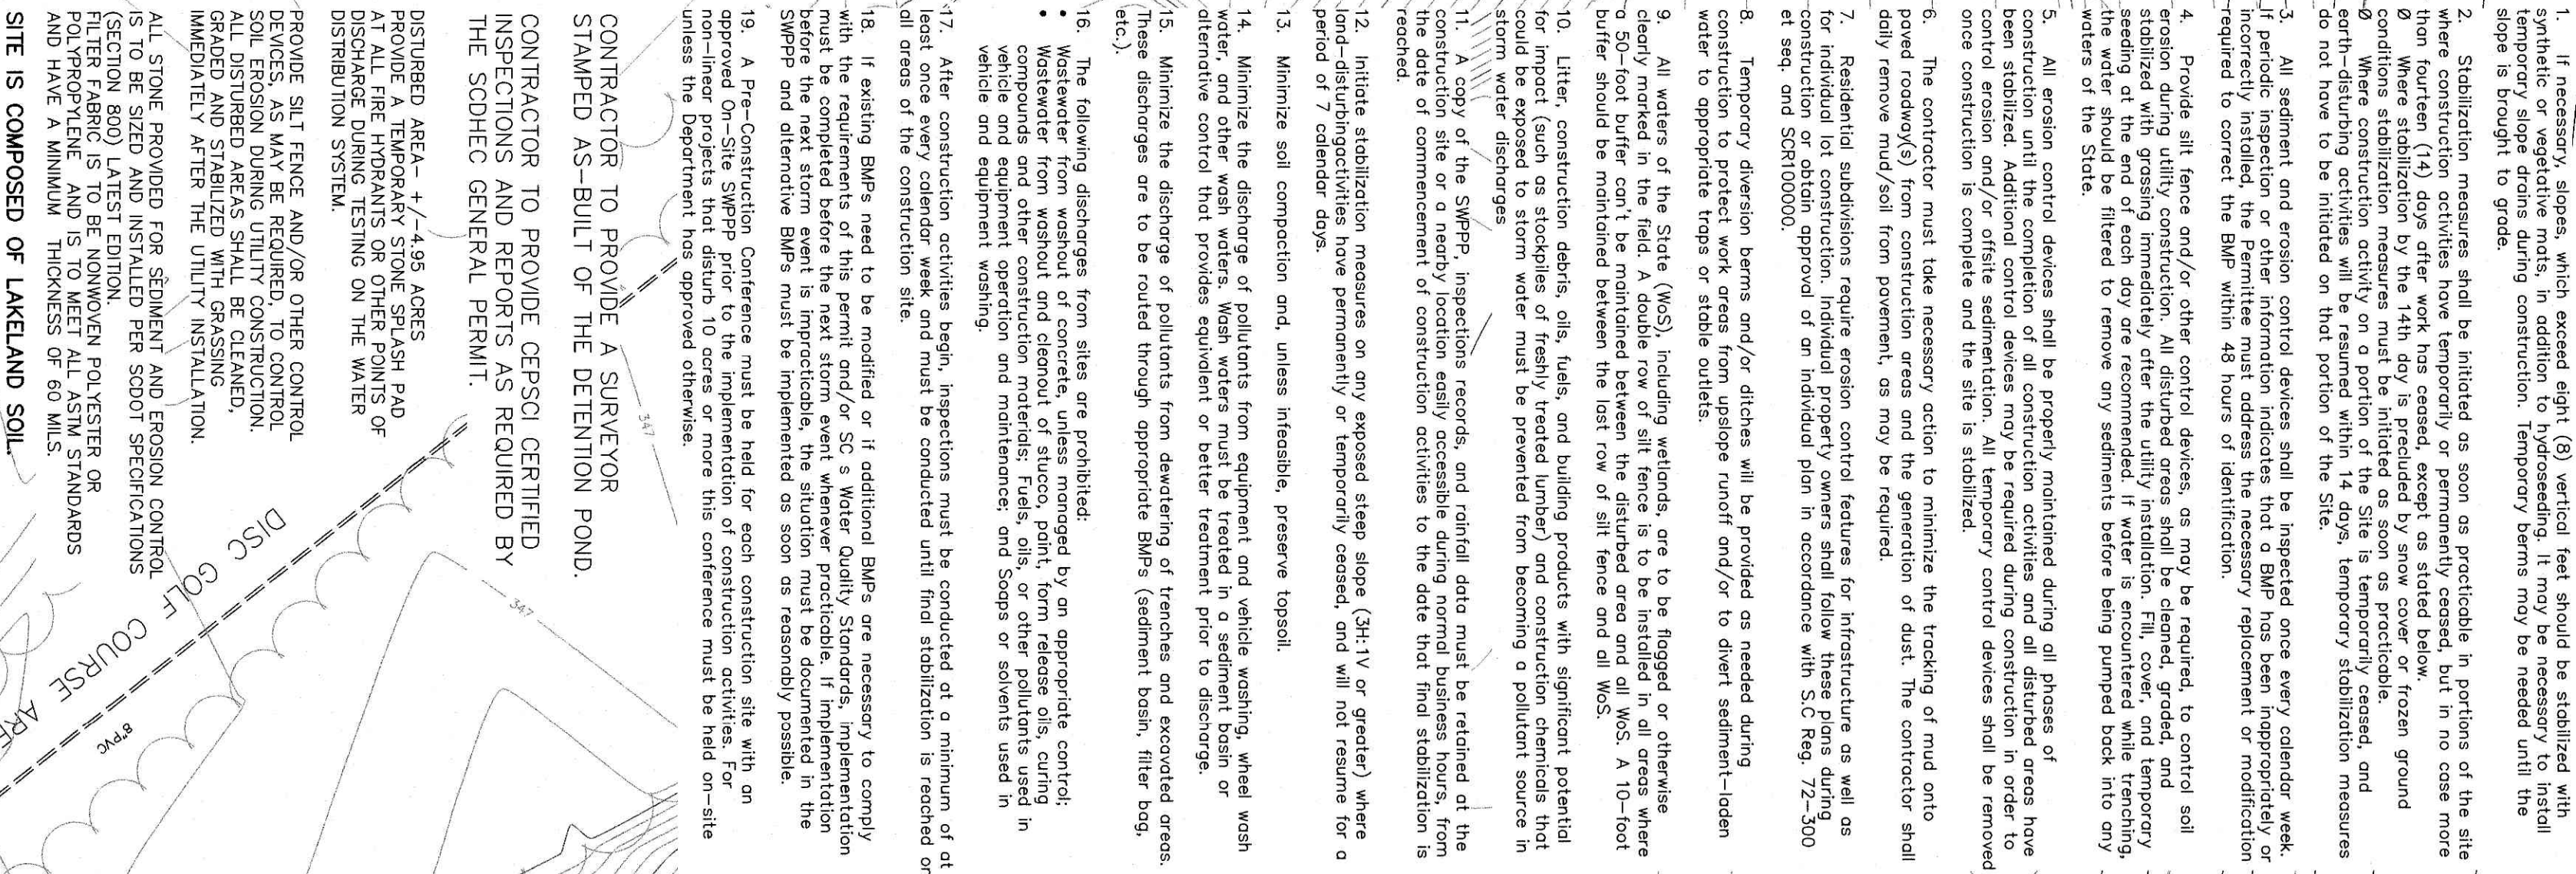 1.  If necessary, slopes, which exceed eight (8) vertical feet should be stabilized with
synthetic or vegetative mats, in addition to hydroseeding. It may be necessary to install
temporary slope drains during construction. Temporary berms may be needed until the
slope is brought to grade.
2.  Stabilization measures shall be initiated as soon as practicable in portions of the site
where construction activities have temporarily or permanently ceased, but in no case more
than fourteen (14) days after work has ceased, except as stated below.
Ø  Where stabilization by the 14th day is precluded by snow cover or frozen ground
conditions stabilization measures must be initiated as soon as practicable.
Ø  Where construction activity on a portion of the Site is temporarily ceased, and
earth-disturbing activities will be resumed within 14 days, temporary stabilization measures
do not have to be initiated on that portion of the Site.
3.  All sediment and erosion control devices shall be inspected once every calendar week.
If periodic inspection or other information indicates that a BMP has been inappropriately or
incorrectly installed, the Permittee must address the necessary replacement or modification
required to correct the BMP within 48 hours of identification.
4.  Provide silt fence and/or other control devices, as may be required, to control soil
erosion during utility construction. All disturbed areas shall be cleaned, graded, and
stabilized with grassing immediately after the utility installation. Fill, cover, and temporary
seeding at the end of each day are recommended. If water is encountered while trenching,
the water should be filtered to remove any sediments before being pumped back into any
waters of the State.
5.  All erosion control devices shall be properly maintained during all phases of
construction until the completion of all construction activities and all disturbed areas have
been stabilized. Additional control devices may be required during construction in order to
control erosion and/or offsite sedimentation. All temporary control devices shall be removed
once construction is complete and the site is stabilized.
6.  The contractor must take necessary action to minimize the tracking of mud onto
paved roadway(s) from construction areas and the generation of dust. The contractor shall
daily remove mud/soil from pavement, as may be required.
7.  Residential subdivisions require erosion control features for infrastructure as well as
for individual lot construction. Individual property owners shall follow these plans during
construction or obtain approval of an individual plan in accordance with S.C Reg. 72-300
et seq. and SCR100000.
8.  Temporary diversion berms and/or ditches will be provided as needed during
construction to protect work areas from upslope runoff and/or to divert sediment-laden
water to appropriate traps or stable outlets.
9.  All waters of the State (WoS), including wetlands, are to be flagged or otherwise
clearly marked in the field. A double row of silt fence is to be installed in all areas where
a 50-foot buffer can't be maintained between the disturbed area and all WoS. A 10-foot
buffer should be maintained between the last row of silt fence and all WoS.
10.  Litter, construction debris, oils, fuels, and building products with significant potential
for impact (such as stockpiles of freshly treated lumber) and construction chemicals that
could be exposed to storm water must be prevented from becoming a pollutant source in
storm water discharges
11.  A copy of the SWPPP, inspections records, and rainfall data must be retained at the
construction site or a nearby location easily accessible during normal business hours, from
the date of commencement of construction activities to the date that final stabilization is
reached.
12.  Initiate stabilization measures on any exposed steep slope (3H:1V or greater) where
land-disturbingactivities have permanently or temporarily ceased, and will not resume for a
period of 7 calendar days.
13.  Minimize soil compaction and, unless infeasible, preserve topsoil.
14.  Minimize the discharge of pollutants from equipment and vehicle washing, wheel wash
water, and other wash waters. Wash waters must be treated in a sediment basin or
alternative control that provides equivalent or better treatment prior to discharge.
15.  Minimize the discharge of pollutants from dewatering of trenches and excavated areas.
These discharges are to be routed through appropriate BMPs (sediment basin, filter bag,
etc.).
16.  The following discharges from sites are prohibited:
•  Wastewater from washout of concrete, unless managed by an appropriate control;
•  Wastewater from washout and cleanout of stucco, paint, form release oils, curing
compounds and other construction materials; Fuels, oils, or other pollutants used in
vehicle and equipment operation and maintenance; and Soaps or solvents used in
vehicle and equipment washing.
17.  After construction activities begin, inspections must be conducted at a minimum of at
least once every calendar week and must be conducted until final stabilization is reached on
all areas of the construction site.
18.  If existing BMPs need to be modified or if additional BMPs are necessary to comply
with the requirements of this permit and/or SC s Water Quality Standards, implementation
must be completed before the next storm event whenever practicable. If implementation
before the next storm event is impracticable, the situation must be documented in the
SWPPP and alternative BMPs must be implemented as soon as reasonably possible.
19.  A Pre-Construction Conference must be held for each construction site with an
approved On-Site SWPPP prior to the implementation of construction activities. For
non-linear projects that disturb 10 acres or more this conference must be held on-site
unless the Department has approved otherwise.
CONTRACTOR TO PROVIDE A SURVEYOR
STAMPED AS-BUILT OF THE DETENTION POND.
CONTRACTOR TO PROVIDE CEPSCI CERTIFIED
INSPECTIONS AND REPORTS AS REQUIRED BY
THE SCDHEC GENERAL PERMIT.
DISTURBED AREA- +/-4.95 ACRES
PROVIDE A TEMPORARY STONE SPLASH PAD
AT ALL FIRE HYDRANTS OR OTHER POINTS OF
DISCHARGE DURING TESTING ON THE WATER
DISTRIBUTION SYSTEM.
PROVIDE SILT FENCE AND/OR OTHER CONTROL
DEVICES, AS MAY BE REQUIRED, TO CONTROL
SOIL EROSION DURING UTILITY CONSTRUCTION.
ALL DISTURBED AREAS SHALL BE CLEANED,
GRADED AND STABILIZED WITH GRASSING
IMMEDIATELY AFTER THE UTILITY INSTALLATION.
ALL STONE PROVIDED FOR SEDIMENT AND EROSION CONTROL
IS TO BE SIZED AND INSTALLED PER SCDOT SPECIFICATIONS
(SECTION 800) LATEST EDITION.
FILTER FABRIC IS TO BE NONWOVEN POLYESTER OR
POLYPROPYLENE  AND IS TO MEET ALL ASTM STANDARDS
AND HAVE A MINIMUM  THICKNESS OF 60 MILS.
SITE IS COMPOSED OF LAKELAND SOIL.
347
347
DISC GOLF COURSE ARE
8"PVC